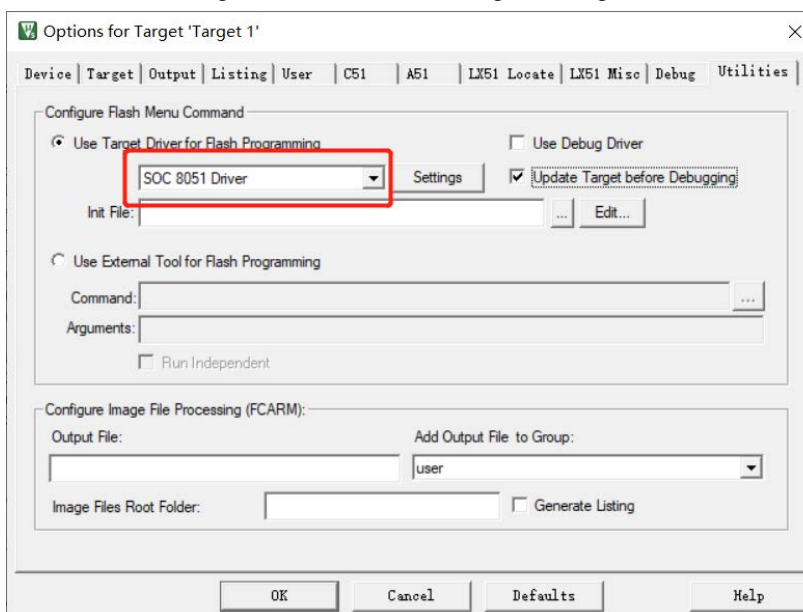 Options for Target 'Target 1'
Device Target Output Listing User C51 A51 LX51 Locate LX51 Misc Debug Utilities
Configure Flash Menu Command
Use Target Driver for Flash Programming Use Debug Driver
SOC 8051 Driver Settings Update Target before Debugging
Init File: ... Edit...
Use External Tool for Flash Programming
Command: ...
Arguments:
Run Independent
Configure Image File Processing (FCARM):
Output File: Add Output File to Group:
user
Image Files Root Folder: Generate Listing
OK Cancel Defaults Help